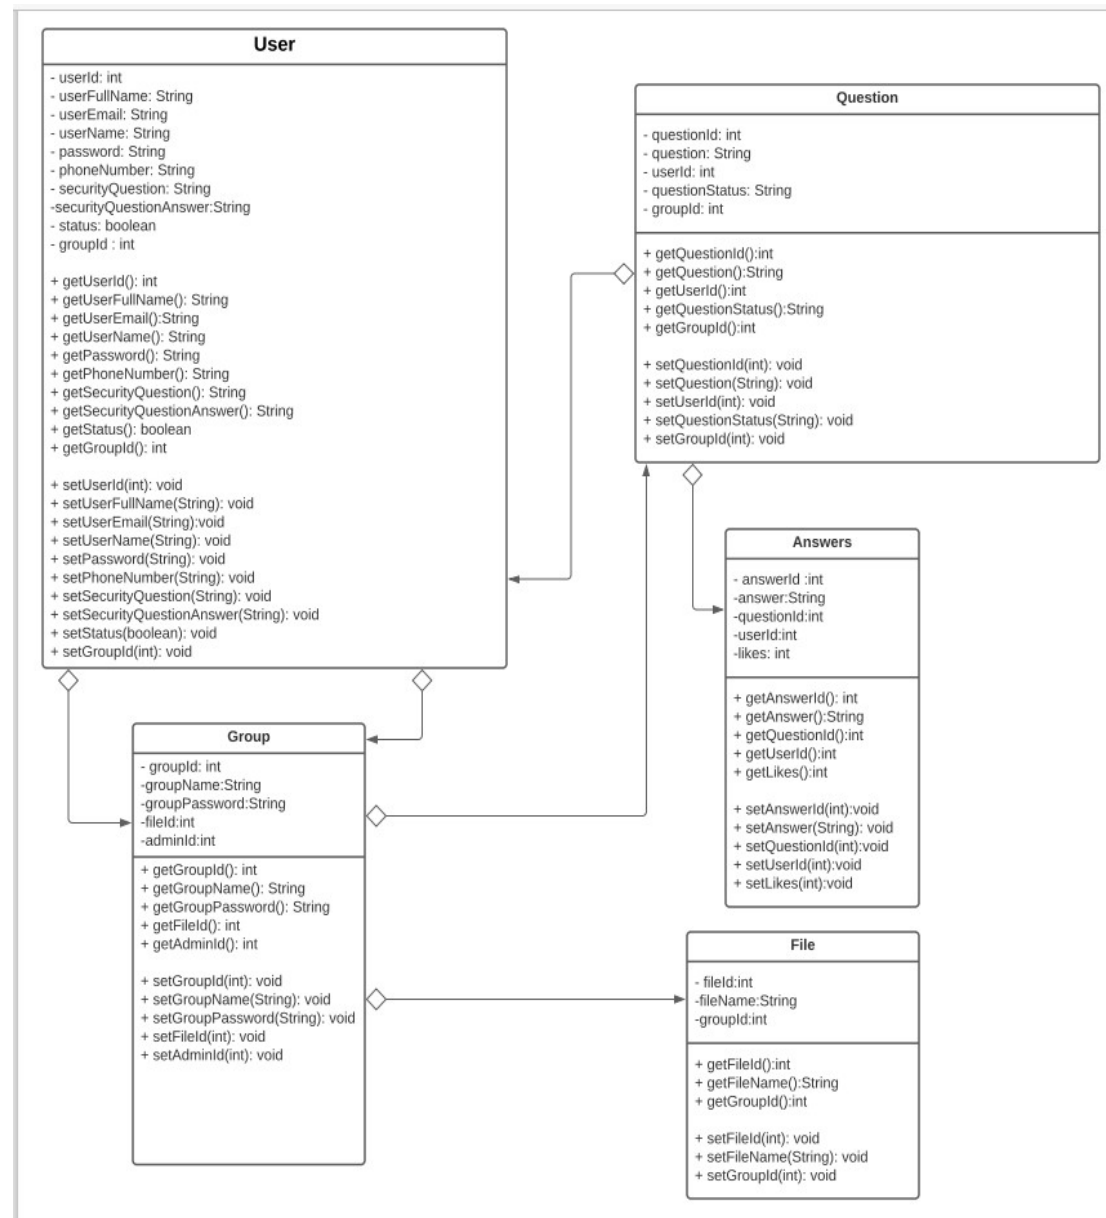 User
- userId: int
- userFullName: String
- userEmail: String
- userName: String
- password: String
- phoneNumber: String
- securityQuestion: String
-securityQuestionAnswer:String
- status: boolean
- groupId : int
+ getUserId(): int
+ getUserFullName(): String
+ getUserEmail():String
+ getUserName(): String
+ getPassword(): String
+ getPhoneNumber(): String
+ getSecurityQuestion(): String
+ getSecurityQuestionAnswer(): String
+ getStatus(): boolean
+ getGroupId(): int
+ setUserId(int): void
+ setUserFullName(String): void
+ setUserEmail(String):void
+ setUserName(String): void
+ setPassword(String): void
+ setPhoneNumber(String): void
+ setSecurityQuestion(String): void
+ setSecurityQuestionAnswer(String): void
+ setStatus(boolean): void
+ setGroupId(int): void
Question
- questionId: int
- question: String
- userId: int
- questionStatus: String
- groupId: int
+ getQuestionId():int
+ getQuestion():String
+ getUserId():int
+ getQuestionStatus():String
+ getGroupId():int
+ setQuestionId(int): void
+ setQuestion(String): void
+ setUserId(int): void
+ setQuestionStatus(String): void
+ setGroupId(int): void
Answers
- answerId :int
-answer:String
-questionId:int
-userId:int
-likes: int
+ getAnswerId(): int
+ getAnswer():String
+ getQuestionId():int
+ getUserId():int
+ getLikes():int
+ setAnswerId(int):void
+ setAnswer(String): void
+ setQuestionId(int):void
+ setUserId(int):void
+ setLikes(int):void
Group
- groupId: int
-groupName:String
-groupPassword:String
-fileId:int
-adminId:int
+ getGroupId(): int
+ getGroupName(): String
+ getGroupPassword(): String
+ getFileId(): int
+ getAdminId(): int
+ setGroupId(int): void
+ setGroupName(String): void
+ setGroupPassword(String): void
+ setFileId(int): void
+ setAdminId(int): void
File
- fileId:int
-fileName:String
-groupId:int
+ getFileId():int
+ getFileName():String
+ getGroupId():int
+ setFileId(int): void
+ setFileName(String): void
+ setGroupId(int): void